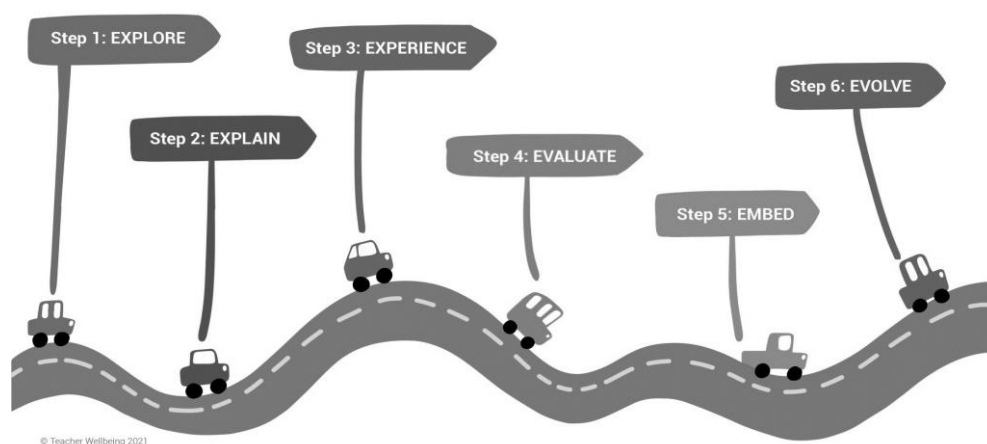 Step 1: EXPLORE
Step 2: EXPLAIN
Step 3: EXPERIENCE
Step 4: EVALUATE
Step 5: EMBED
Step 6: EVOLVE
© Teacher Wellbeing 2021